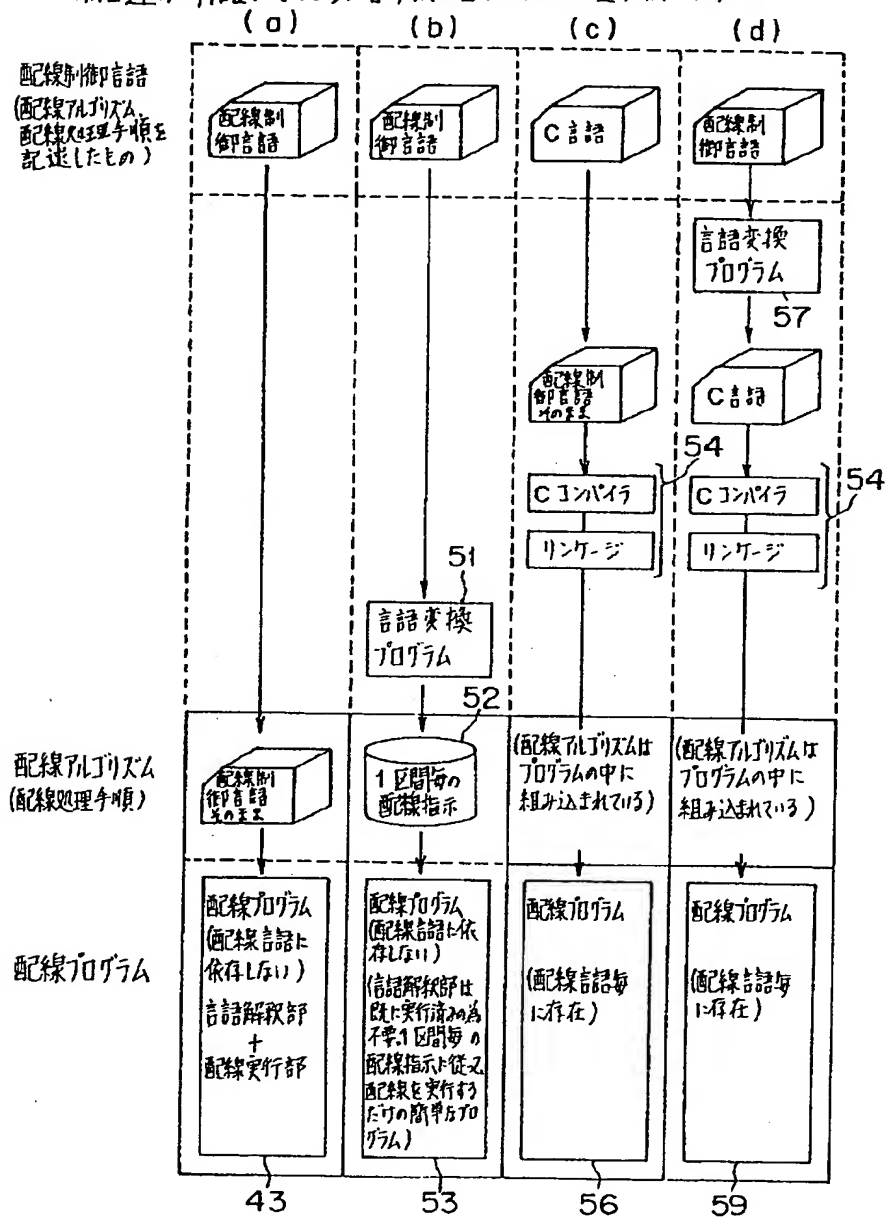 (a) (b) (c) (d)
配線制御言語
(配線アルゴリズム、
配線処理手順を
記述したもの)
配線制
御言語
配線制
御言語
C言語
配線制
御言語
言語変換
プログラム
57
配線制
御言語
そのまま
C言語
54
54
Cコンパイラ
リンケージ
Cコンパイラ
リンケージ
51
言語変換
プログラム
52
配線アルゴリズム
(配線処理手順)
配線制
御言語
そのまま
1区間毎の
配線指示
(配線アルゴリズムは
プログラムの中に
組み込まれている)
(配線アルゴリズムは
プログラムの中に
組み込まれている)
配線プログラム
配線プログラム
(配線言語に
依存しない)
言語解釈部
+
配線実行部
配線プログラム
(配線言語に依
存しない)
(言語解釈部は
既に実行済みの為
不要。1区間毎の
配線指示に従って
配線を実行する
だけの簡単なプロ
グラム)
配線プログラム
(配線言語毎
に存在)
配線プログラム
(配線言語毎
に存在)
43 53 56 59